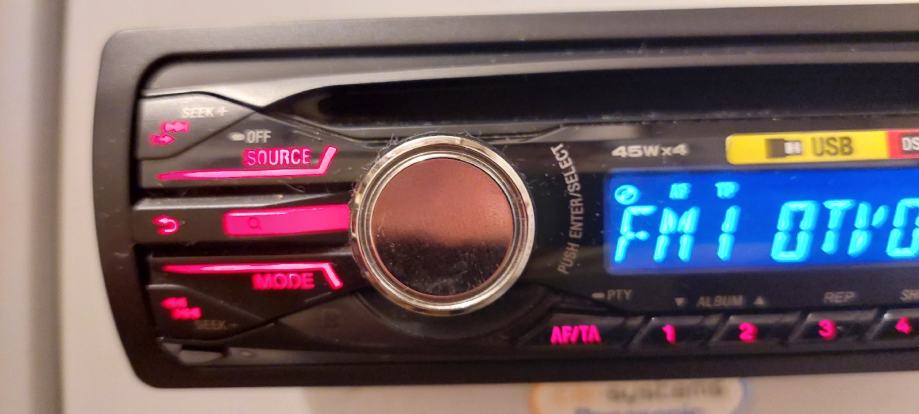 SEEK +
OFF
SOURCE
MODE
SEEK -
PUSH ENTER/SELECT
45W x 4
USB
AF TP
FM1
PTY
ALBUM
REP
AF/TA
1
2
3
4
systems